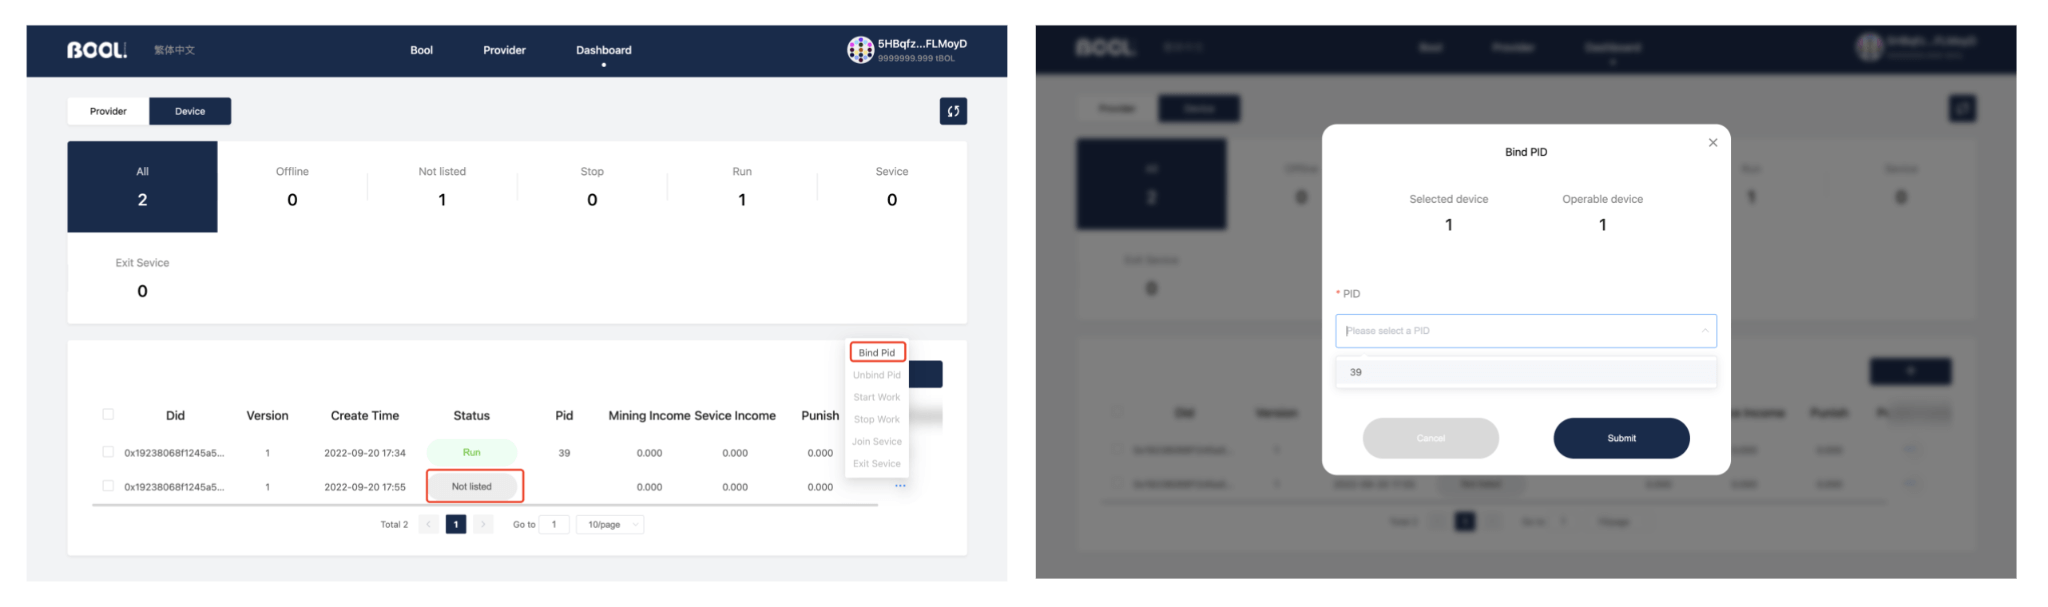 BOOL 繁体中文 Bool Provider Dashboard 5HBqfz...FLMoyD
9999999.999 tBOL
Provider Device
All Offline Not listed Stop Run Sevice
2 0 1 0 1 0
Exit Sevice
0
Bind Pid
Unbind Pid
Start Work
Stop Work
Join Sevice
Exit Sevice
Did Version Create Time Status Pid Mining Income Sevice Income Punish
0x19238068f1245a5... 1 2022-09-20 17:34 Run 39 0.000 0.000 0.000
0x19238068f1245a5... 1 2022-09-20 17:55 Not listed 0.000 0.000 0.000 ...
Total 2 < 1 > Go to 1 10/page
BOOL
Bind PID
Selected device Operable device
1 1
* PID
Please select a PID
39
Cancel Submit